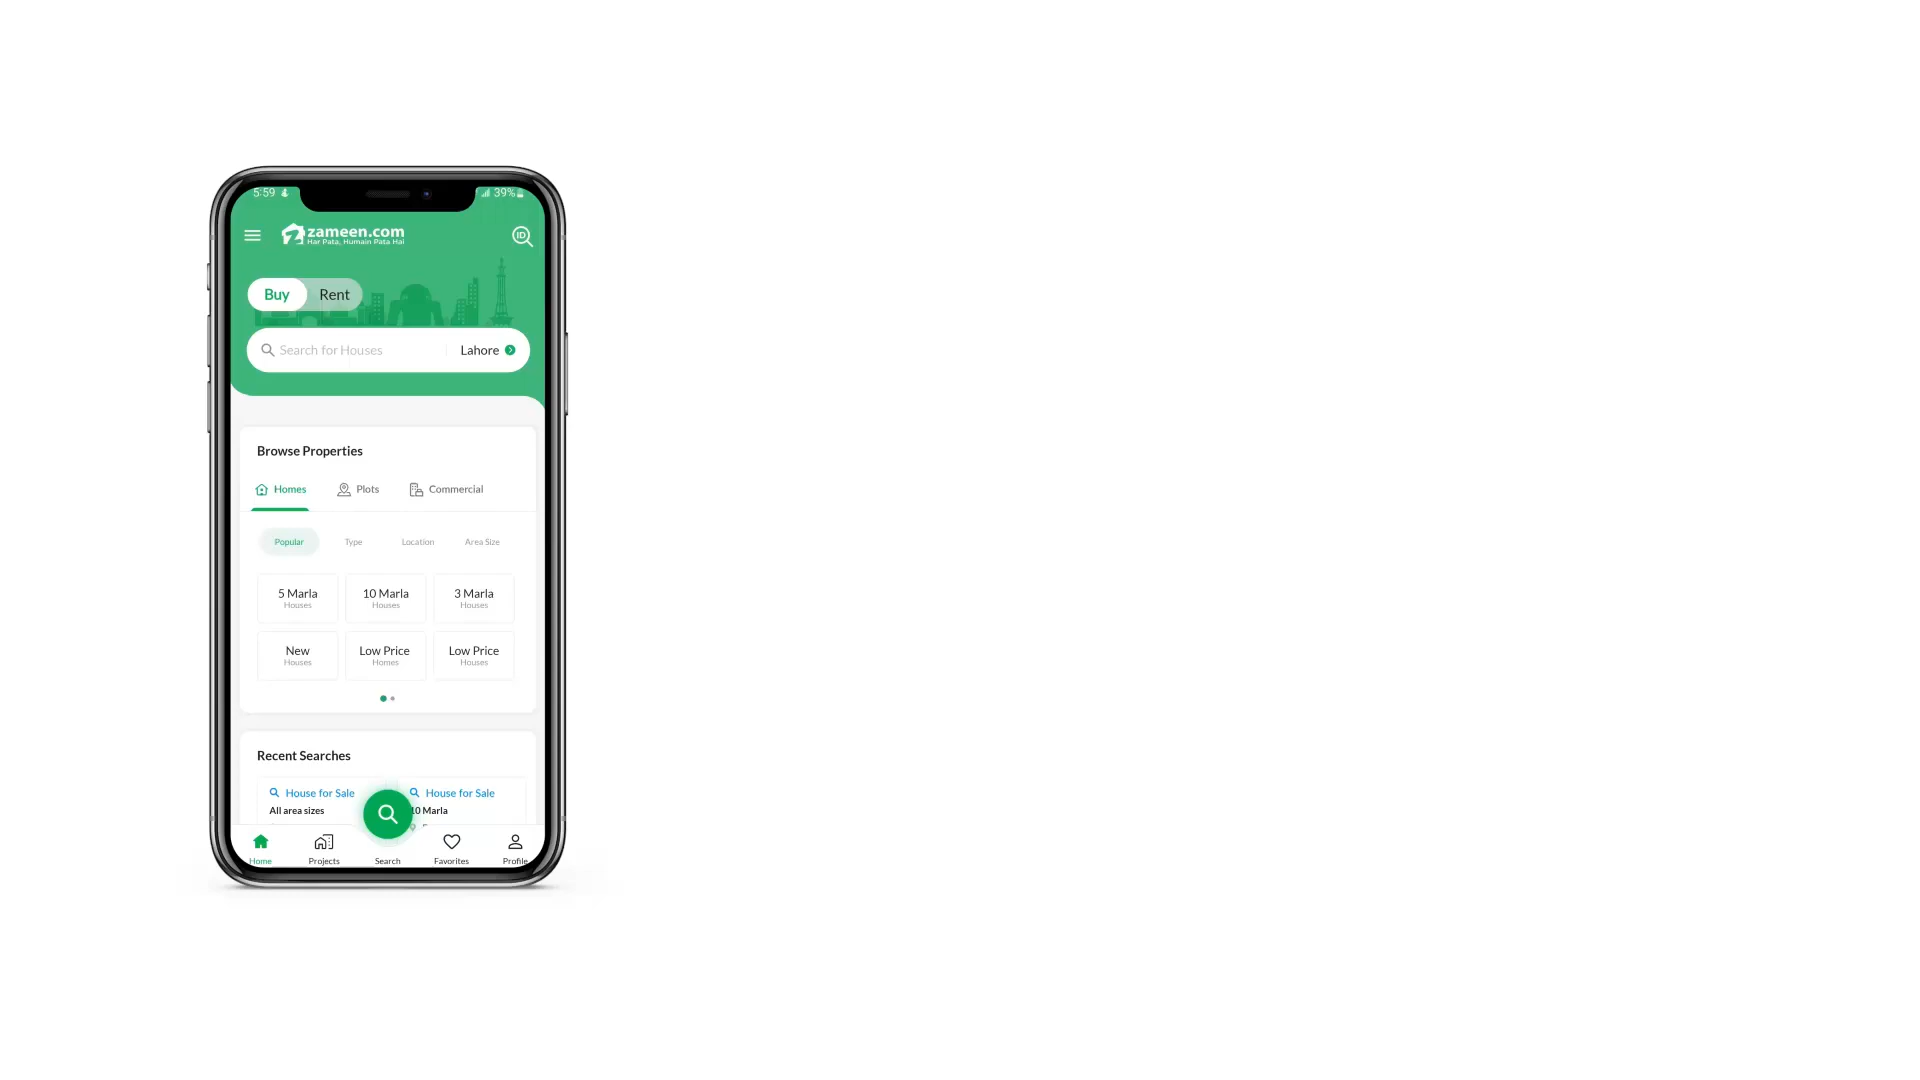 5:59
39%
zameen.com
Har Pata, Humain Pata Hai
ID
Buy Rent
Search for Houses Lahore
Browse Properties
Homes Plots Commercial
Popular Type Location Area Size
5 Marla 10 Marla 3 Marla
Houses Houses Houses
New Low Price Low Price
Houses Homes Houses
Recent Searches
House for Sale House for Sale
All area sizes 10 Marla
Home Projects Search Favorites Profile